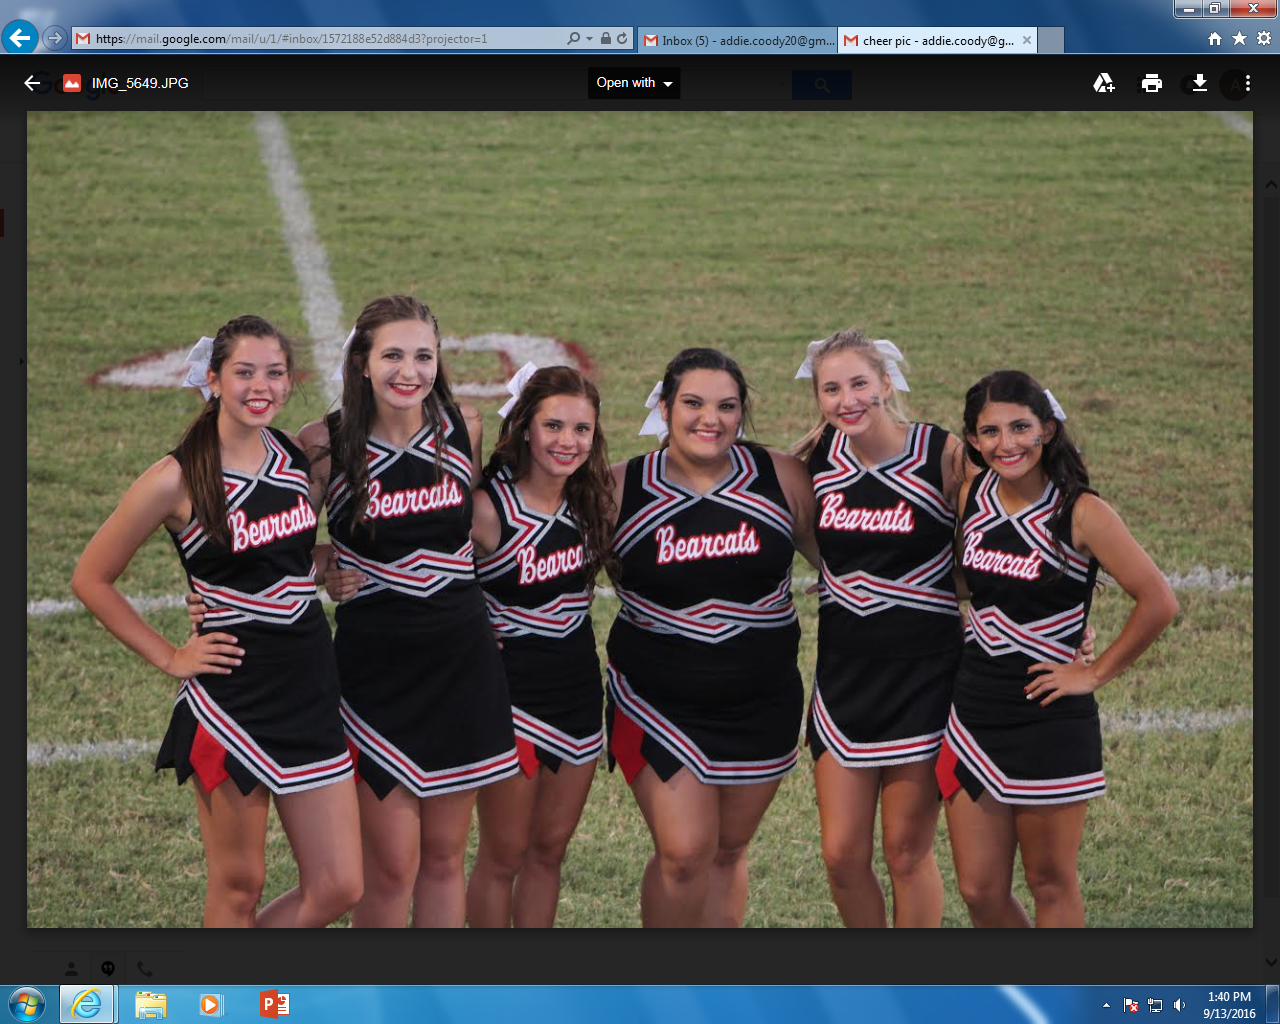 https://mail.google.com/mail/u/1/#inbox/1572188e52d884d3?projector=1
Inbox (5) - addie.coody20@gm...
cheer pic - addie.coody@g...
IMG_5649.JPG
Open with
Bearcats
Bearcats
Bearca
Bearcats
Bearcats
Bearcats
1:40 PM
9/13/2016